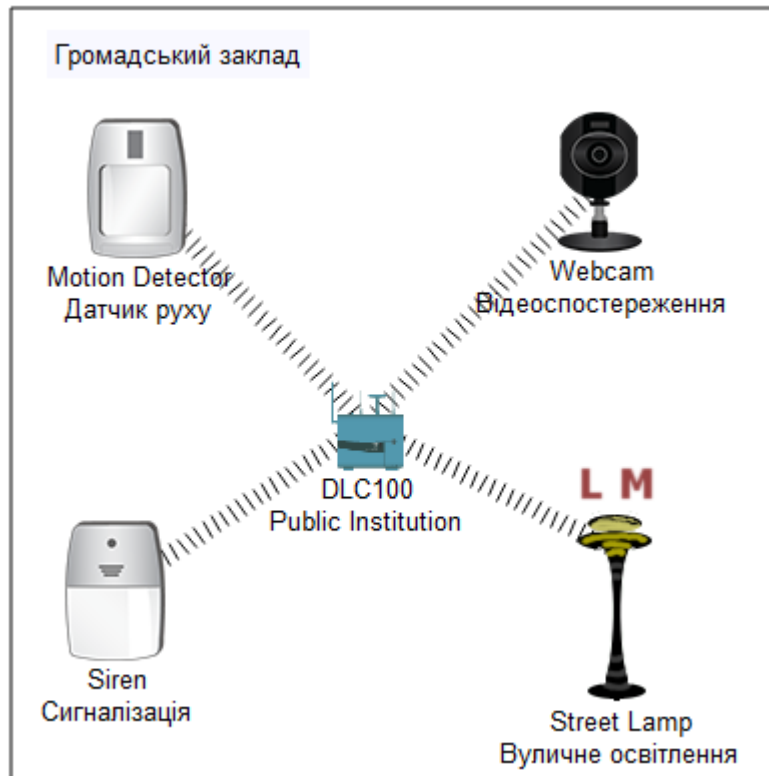 Громадський заклад
Motion Detector
Датчик руху
Webcam
Відеоспостереження
DLC100
Public Institution
L M
Siren
Сигналізація
Street Lamp
Вуличне освітлення